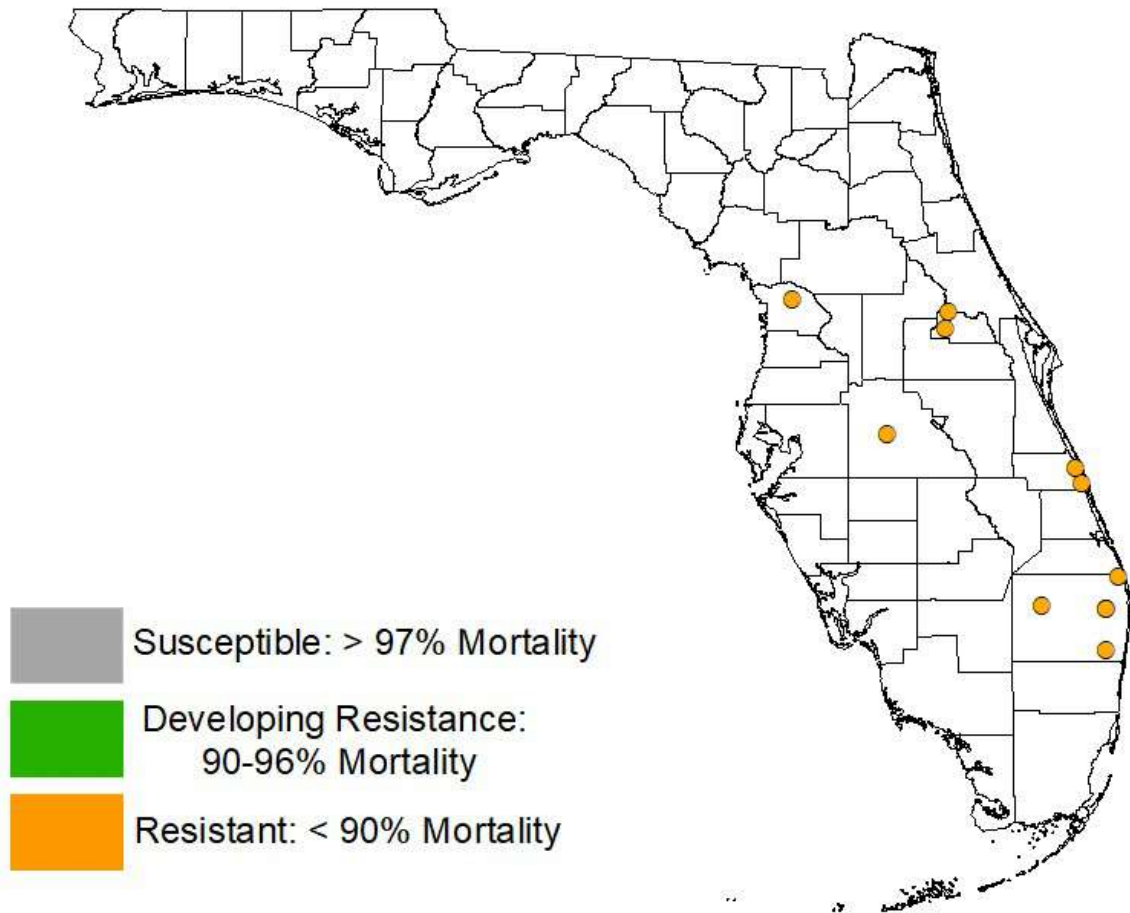 Susceptible: > 97% Mortality
Developing Resistance:
90-96% Mortality
Resistant: < 90% Mortality